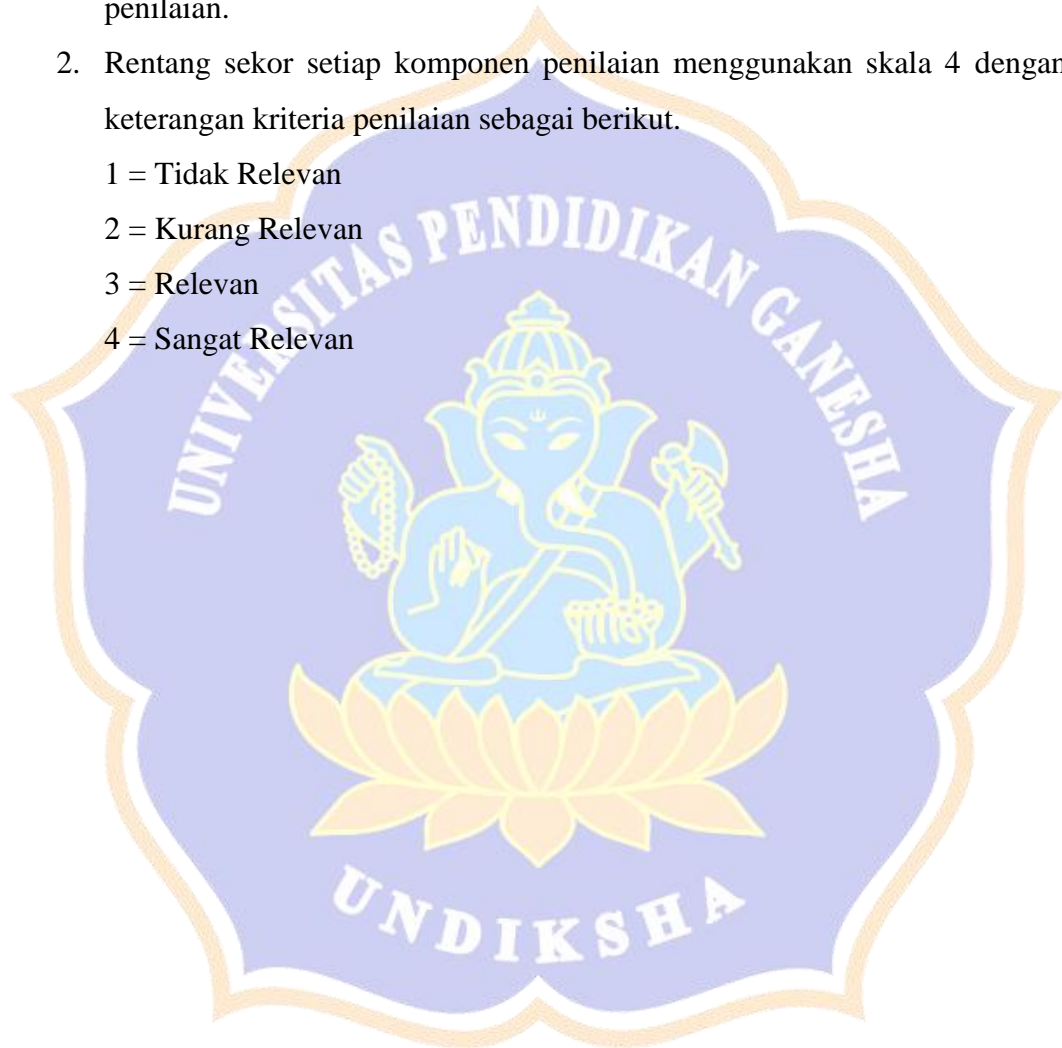 penilaian.
2. Rentang sekor setiap komponen penilaian menggunakan skala 4 dengan
keterangan kriteria penilaian sebagai berikut.
1 = Tidak Relevan
2 = Kurang Relevan
3 = Relevan
4 = Sangat Relevan
UNIVERSITAS PENDIDIKAN GANESHA
UNDIKSHA